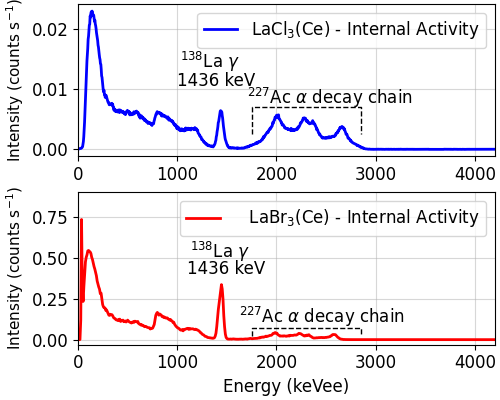 LaCl₃(Ce) - Internal Activity
¹³⁸La γ
1436 keV
²²⁷Ac α decay chain
Intensity (counts s⁻¹)
0.02
0.01
0.00
0 1000 2000 3000 4000
LaBr₃(Ce) - Internal Activity
¹³⁸La γ
1436 keV
²²⁷Ac α decay chain
Intensity (counts s⁻¹)
0.75
0.50
0.25
0.00
0 1000 2000 3000 4000
Energy (keVee)